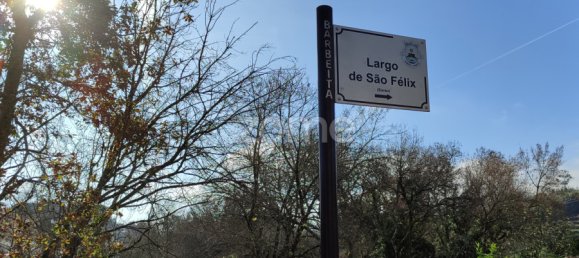 BARBEITA
Largo
de São Félix